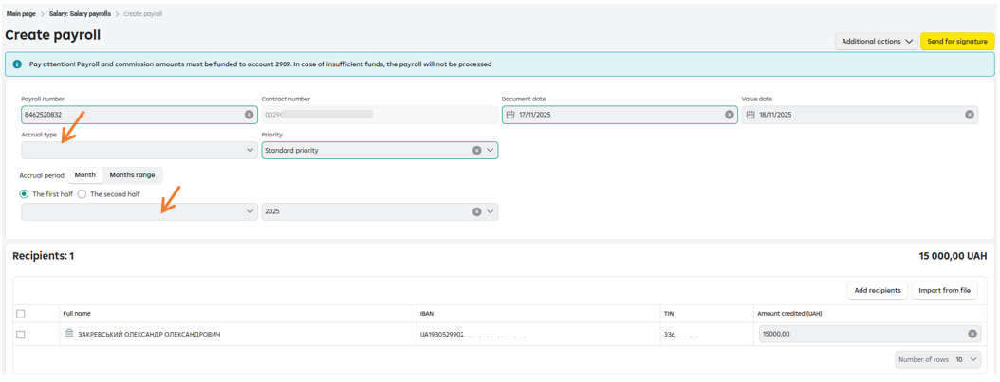 Main page > Salary: Salary payrolls > Create payroll
Create payroll
Additional actions
Send for signature
Pay attention! Payroll and commission amounts must be funded to account 2909. In case of insufficient funds, the payroll will not be processed
Payroll number Contract number Document date Value date
8462520832 0029 17/11/2025 18/11/2025
Accrual type Priority
Standard priority
Accrual period Month Months range
The first half The second half
2025
Recipients: 1 15 000,00 UAH
Add recipients Import from file
Full name IBAN TIN Amount credited (UAH)
ЗАКРЕВСЬКИЙ ОЛЕКСАНДР ОЛЕКСАНДРОВИЧ UA1930529902 336 15000,00
Number of rows 10